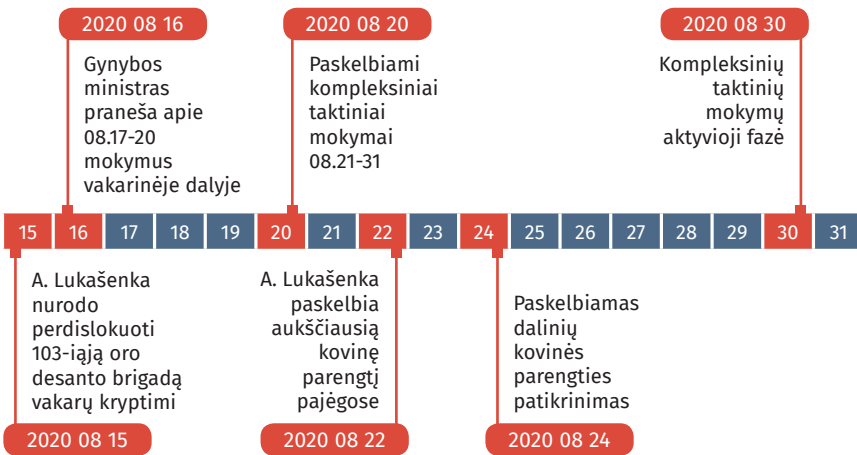 2020 08 16
Gynybos
ministras
praneša apie
08.17-20
mokymus
vakarinėje dalyje
2020 08 20
Paskelbiami
kompleksiniai
taktiniai
mokymai
08.21-31
2020 08 30
Kompleksinių
taktinių
mokymų
aktyvioji fazė
15 16 17 18 19 20 21 22 23 24 25 26 27 28 29 30 31
A. Lukašenka
nurodo
perdislokuoti
103-iąją oro
desanto brigadą
vakarų kryptimi
2020 08 15
A. Lukašenka
paskelbia
aukščiausią
kovinę
parengtį
pajėgose
2020 08 22
Paskelbiamas
dalinių
kovinės
parengties
patikrinimas
2020 08 24